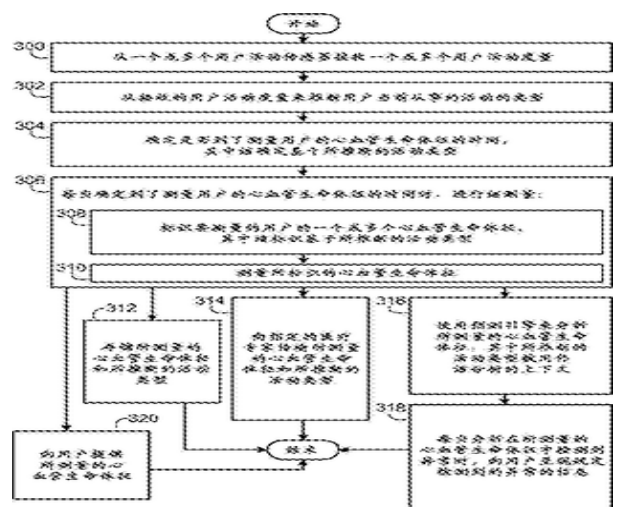 开始
300
从一个或多个用户活动传感器接收一个或多个用户活动度量
302
从接收的用户活动度量来推断用户当前从事的活动的类型
304
确定是否到了测量用户的心血管生命体征的时间,
其中该确定基于所推断的活动类型
306
每当确定到了测量用户的心血管生命体征的时间时,进行该测量:
308
标识要测量的用户的一个或多个心血管生命体征,
其中该标识基于所推断的活动类型
310
测量所标识的心血管生命体征
312
存储所测量的
心血管生命体征
和所推断的活动
类型
314
向指定的医疗
专家传输所测量
的心血管生命
体征和所推断的
活动类型
316
使用推测引擎来分析
所测量的心血管生命
体征,其中所推断的
活动类型被用作
该分析的上下文
318
每当分析在所测量的
心血管生命体征中检测到
异常时,向用户呈现规定
检测到的异常的信息
320
向用户提供
所测量的心
血管生命体征
结束